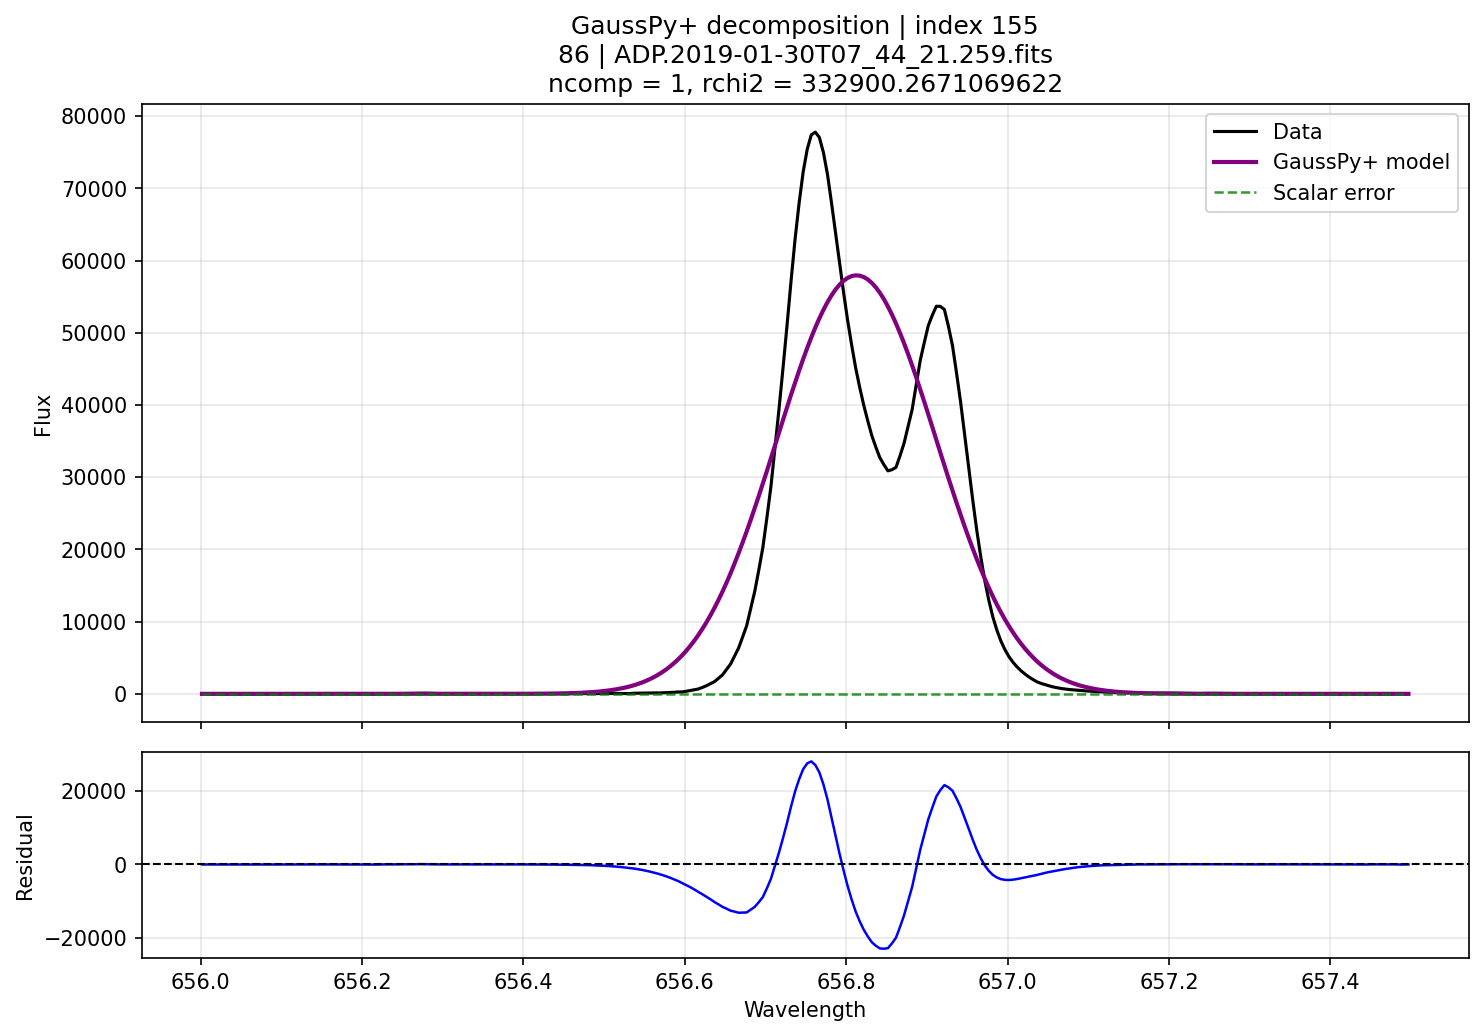 GaussPy+ decomposition | index 155
86 | ADP.2019-01-30T07_44_21.259.fits
ncomp = 1, rchi2 = 332900.2671069622
80000
70000
60000
50000
40000
30000
20000
10000
0
Flux
Data
GaussPy+ model
Scalar error
20000
0
−20000
Residual
656.0
656.2
656.4
656.6
656.8
657.0
657.2
657.4
Wavelength